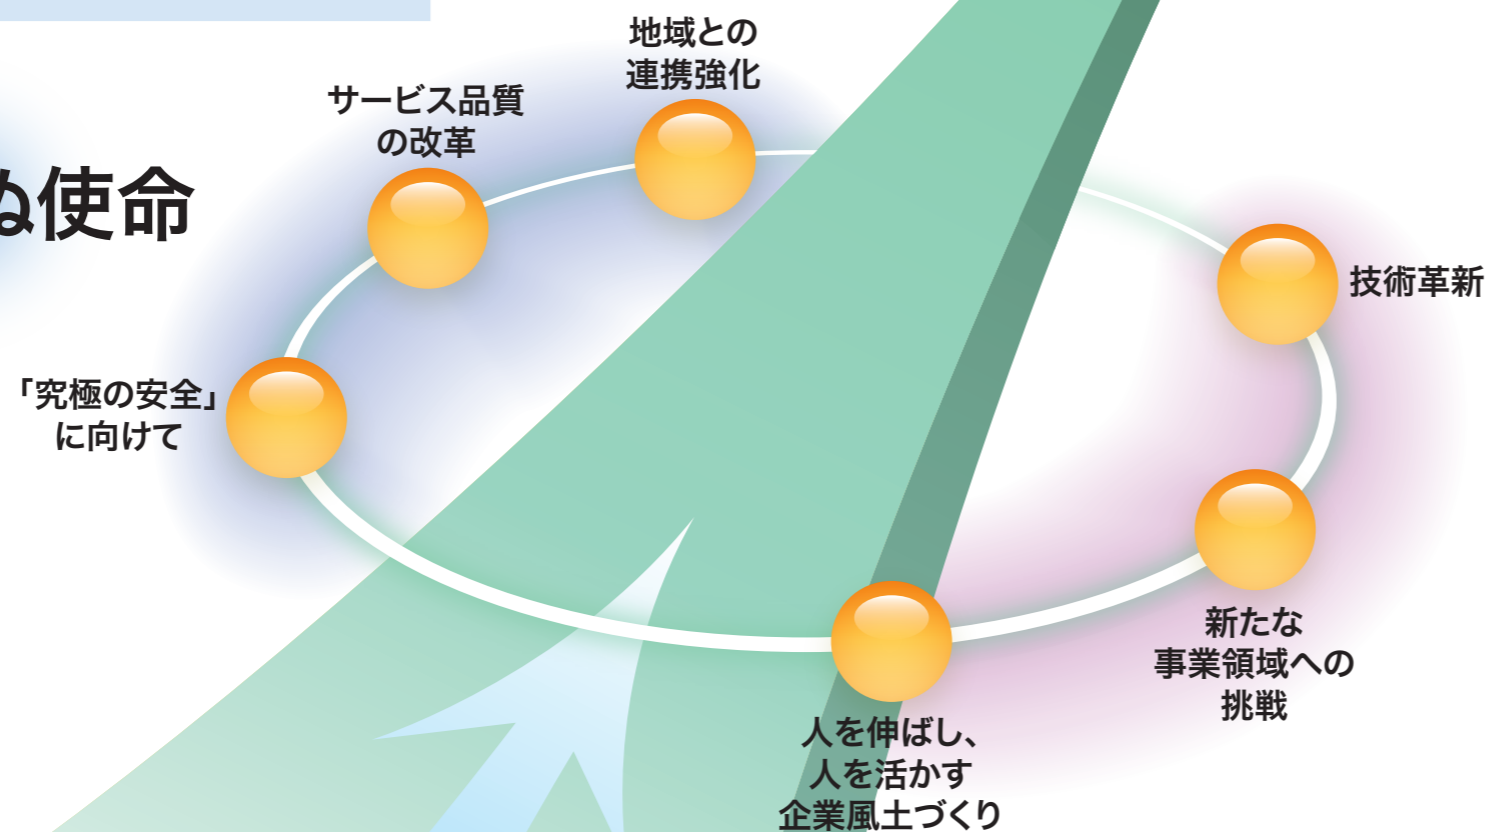 地域との
連携強化
サービス品質
の改革
ぬ使命
技術革新
「究極の安全」
に向けて
新たな
事業領域への
挑戦
人を伸ばし、
人を活かす
企業風土づくり